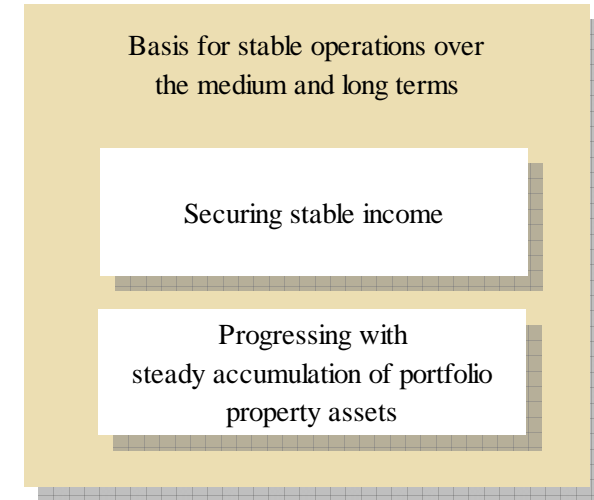 Basis for stable operations over
the medium and long terms
Securing stable income
Progressing with
steady accumulation of portfolio
property assets